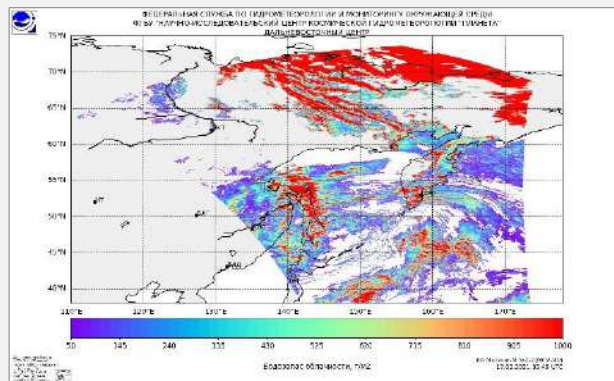 ФЕДЕРАЛЬНАЯ СЛУЖБА ПО ГИДРОМЕТЕОРОЛОГИИ И МОНИТОРИНГУ ОКРУЖАЮЩЕЙ СРЕДЫ
ФГБУ "НАУЧНО-ИССЛЕДОВАТЕЛЬСКИЙ ЦЕНТР КОСМИЧЕСКОЙ ГИДРОМЕТЕОРОЛОГИИ "ПЛАНЕТА"
ДАЛЬНЕВОСТОЧНЫЙ ЦЕНТР
75°N
70°N
65°N
60°N
55°N
50°N
45°N
40°N
110°E 120°E 130°E 140°E 150°E 160°E 170°E
50 145 240 335 430 525 620 715 810 905 1000
Водозапас облачности, г/м2